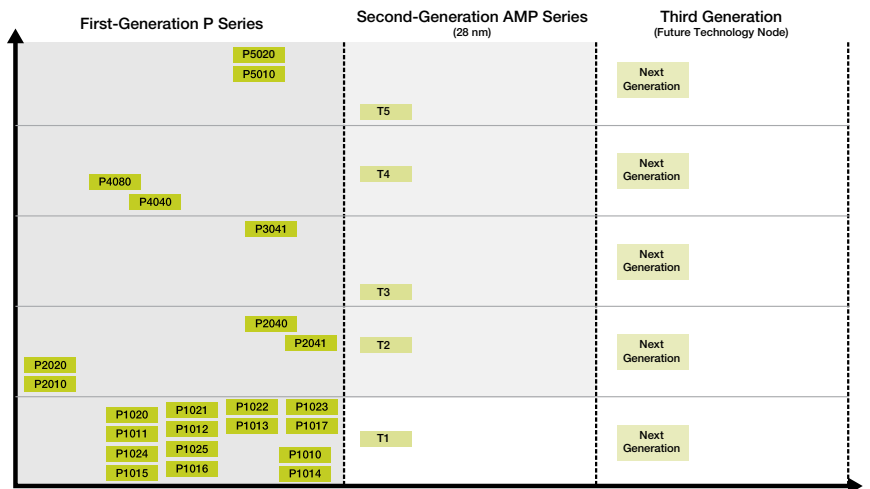 First-Generation P Series
Second-Generation AMP Series
(28 nm)
Third Generation
(Future Technology Node)
P5020
P5010
T5
Next
Generation
P4080
P4040
T4
Next
Generation
P3041
T3
Next
Generation
P2040
P2041
P2020
P2010
T2
Next
Generation
P1020
P1011
P1024
P1015
P1021
P1012
P1025
P1016
P1022
P1013
P1023
P1017
P1010
P1014
T1
Next
Generation